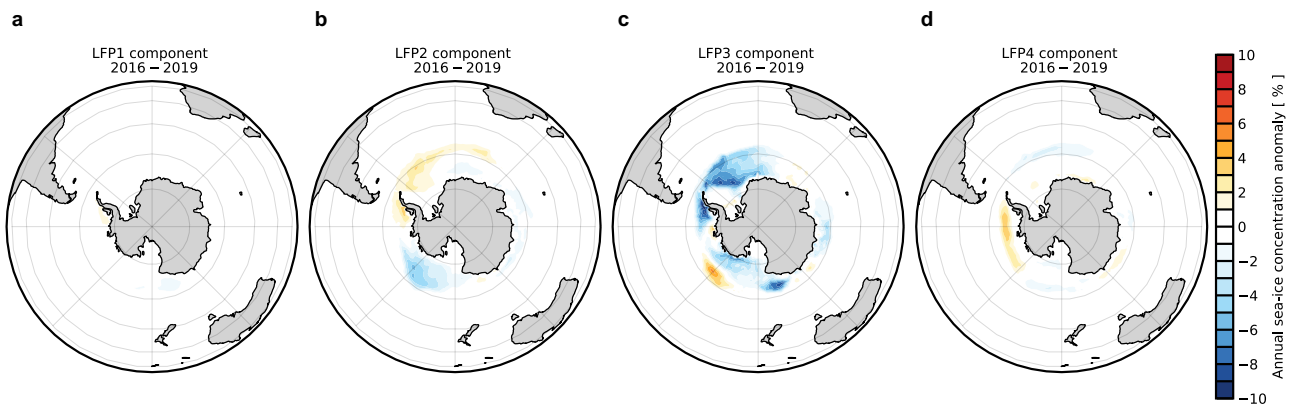 a
LFP1 component
2016−2019
b
LFP2 component
2016−2019
c
LFP3 component
2016−2019
d
LFP4 component
2016−2019
10
8
6
4
2
0
−2
−4
−6
−8
−10
Annual sea-ice concentration anomaly [ % ]